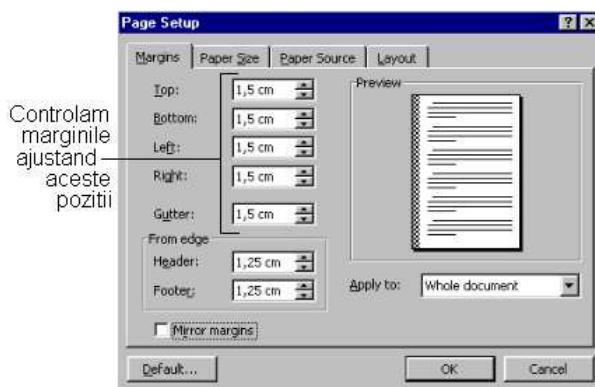 Page Setup
Margins Paper Size Paper Source Layout
Top: 1,5 cm
Bottom: 1,5 cm
Left: 1,5 cm
Right: 1,5 cm
Gutter: 1,5 cm
From edge
Header: 1,25 cm
Footer: 1,25 cm
Mirror margins
Preview
Apply to: Whole document
Default... OK Cancel
Controlam
marginile
ajustand
aceste
pozitii